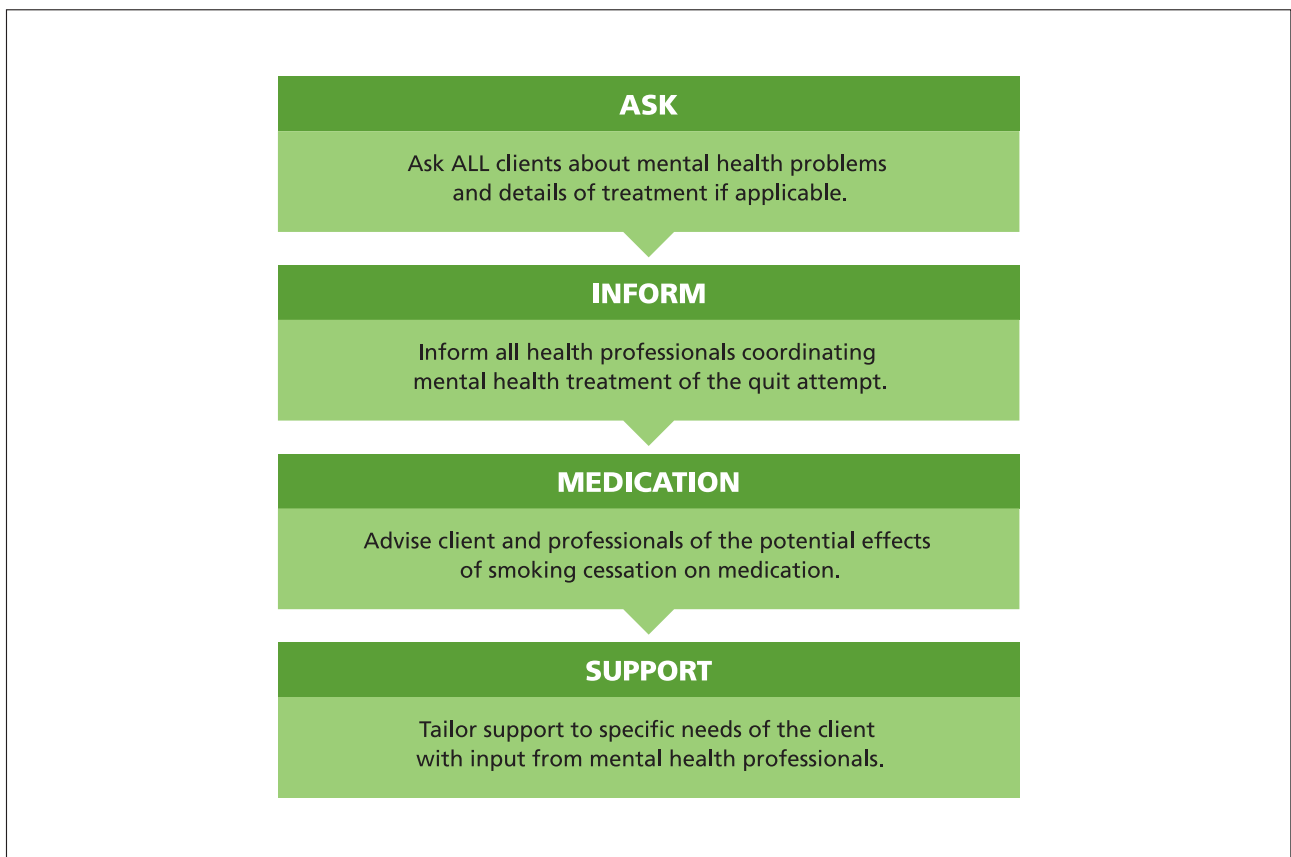 ASK
Ask ALL clients about mental health problems
and details of treatment if applicable.
INFORM
Inform all health professionals coordinating
mental health treatment of the quit attempt.
MEDICATION
Advise client and professionals of the potential effects
of smoking cessation on medication.
SUPPORT
Tailor support to specific needs of the client
with input from mental health professionals.